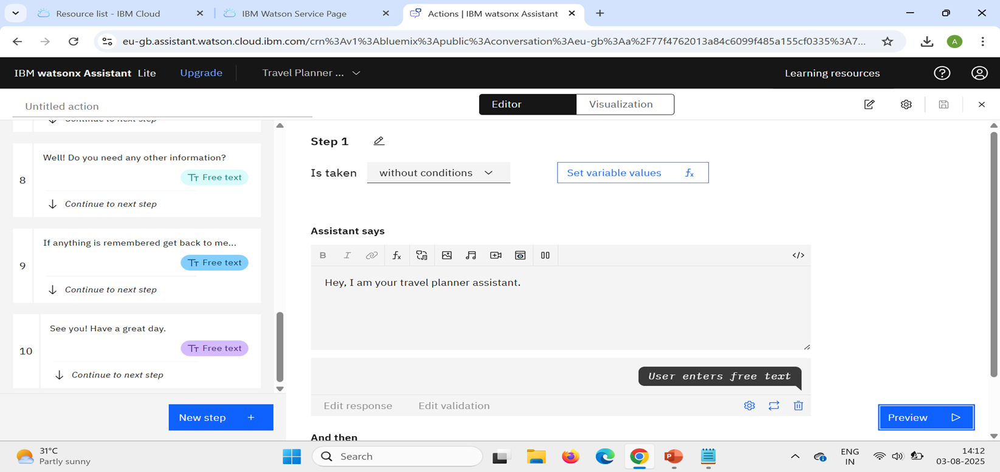 Resource list - IBM Cloud
IBM Watson Service Page
Actions | IBM watsonx Assistant
eu-gb.assistant.watson.cloud.ibm.com/crn%3Av1%3Abluemix%3Apublic%3Aconversation%3Aeu-gb%3Aa%2F77f4762013a84c6099f485a155cf0335%3A7...
A
IBM watsonx Assistant Lite
Upgrade
Travel Planner ...
Learning resources
Untitled action
Editor
Visualization
Continue to next step
8
Well! Do you need any other information?
Free text
Continue to next step
9
If anything is remembered get back to me...
Free text
Continue to next step
10
See you! Have a great day.
Free text
Continue to next step
New step +
Step 1
Is taken
without conditions
Set variable values fx
Assistant says
B I fx </>
Hey, I am your travel planner assistant.
User enters free text
Edit response
Edit validation
And then
Preview
31°C
Partly sunny
Search
ENG
IN
14:12
03-08-2025